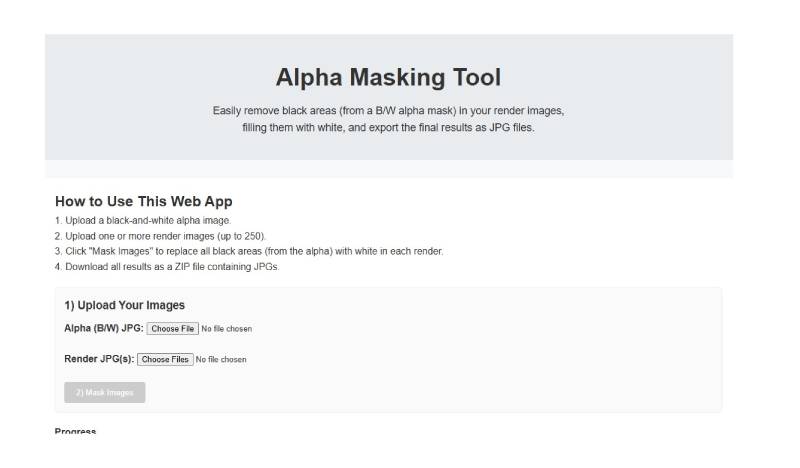 Alpha Masking Tool
Easily remove black areas (from a B/W alpha mask) in your render images,
filling them with white, and export the final results as JPG files.
How to Use This Web App
1. Upload a black-and-white alpha image.
2. Upload one or more render images (up to 250).
3. Click "Mask Images" to replace all black areas (from the alpha) with white in each render.
4. Download all results as a ZIP file containing JPGs.
1) Upload Your Images
Alpha (B/W) JPG: Choose File No file chosen
Render JPG(s): Choose Files No file chosen
2) Mask Images
Progress